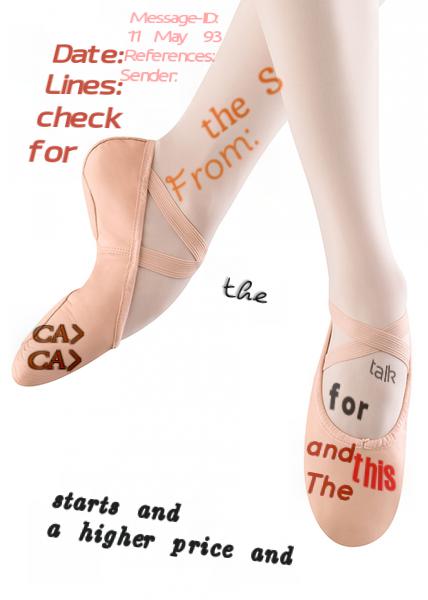 Message-ID:
11 May 93
References:
Sender:
Date:
Lines:
check
for
the S
From:
the
CA>
CA>
talk
for
and
The
this
starts and
a higher price and